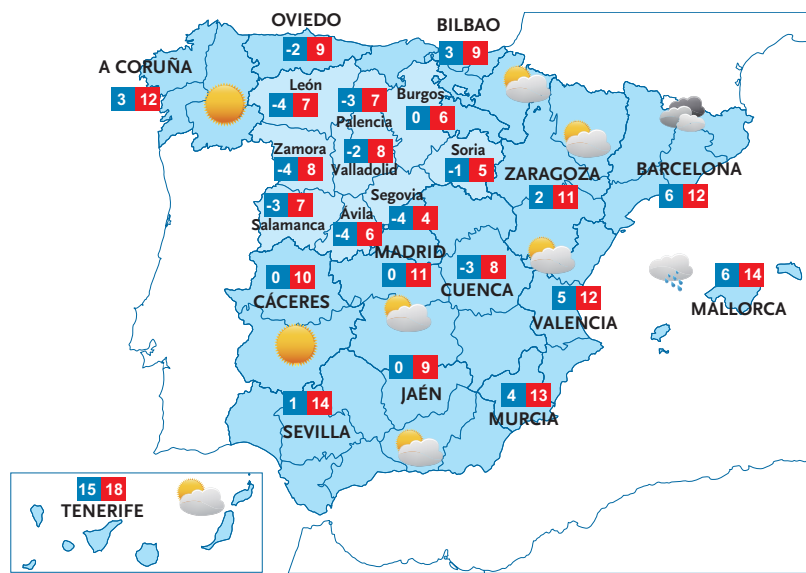 OVIEDO
-2 9
BILBAO
3 9
A CORUÑA
3 12
León
-4 7
-3 7
Palencia
Burgos
0 6
Zamora
-4 8
-2 8
Valladolid
Soria
-1 5
ZARAGOZA
2 11
BARCELONA
6 12
-3 7
Salamanca
Ávila
-4 6
Segovia
-4 4
MADRID
0 11
-3 8
CUENCA
0 10
CÁCERES
5 12
VALENCIA
6 14
MALLORCA
0 9
JAÉN
4 13
MURCIA
1 14
SEVILLA
15 18
TENERIFE